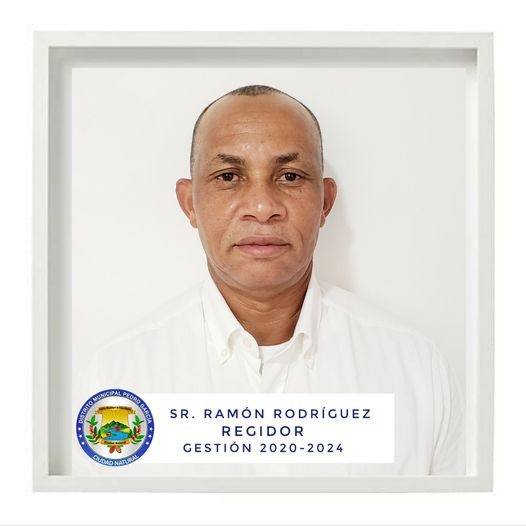 SR. RAMÓN RODRÍGUEZ
REGIDOR
GESTIÓN 2020-2024
DISTRITO MUNICIPAL PEDRO GARCÍA
CIUDAD NATURAL